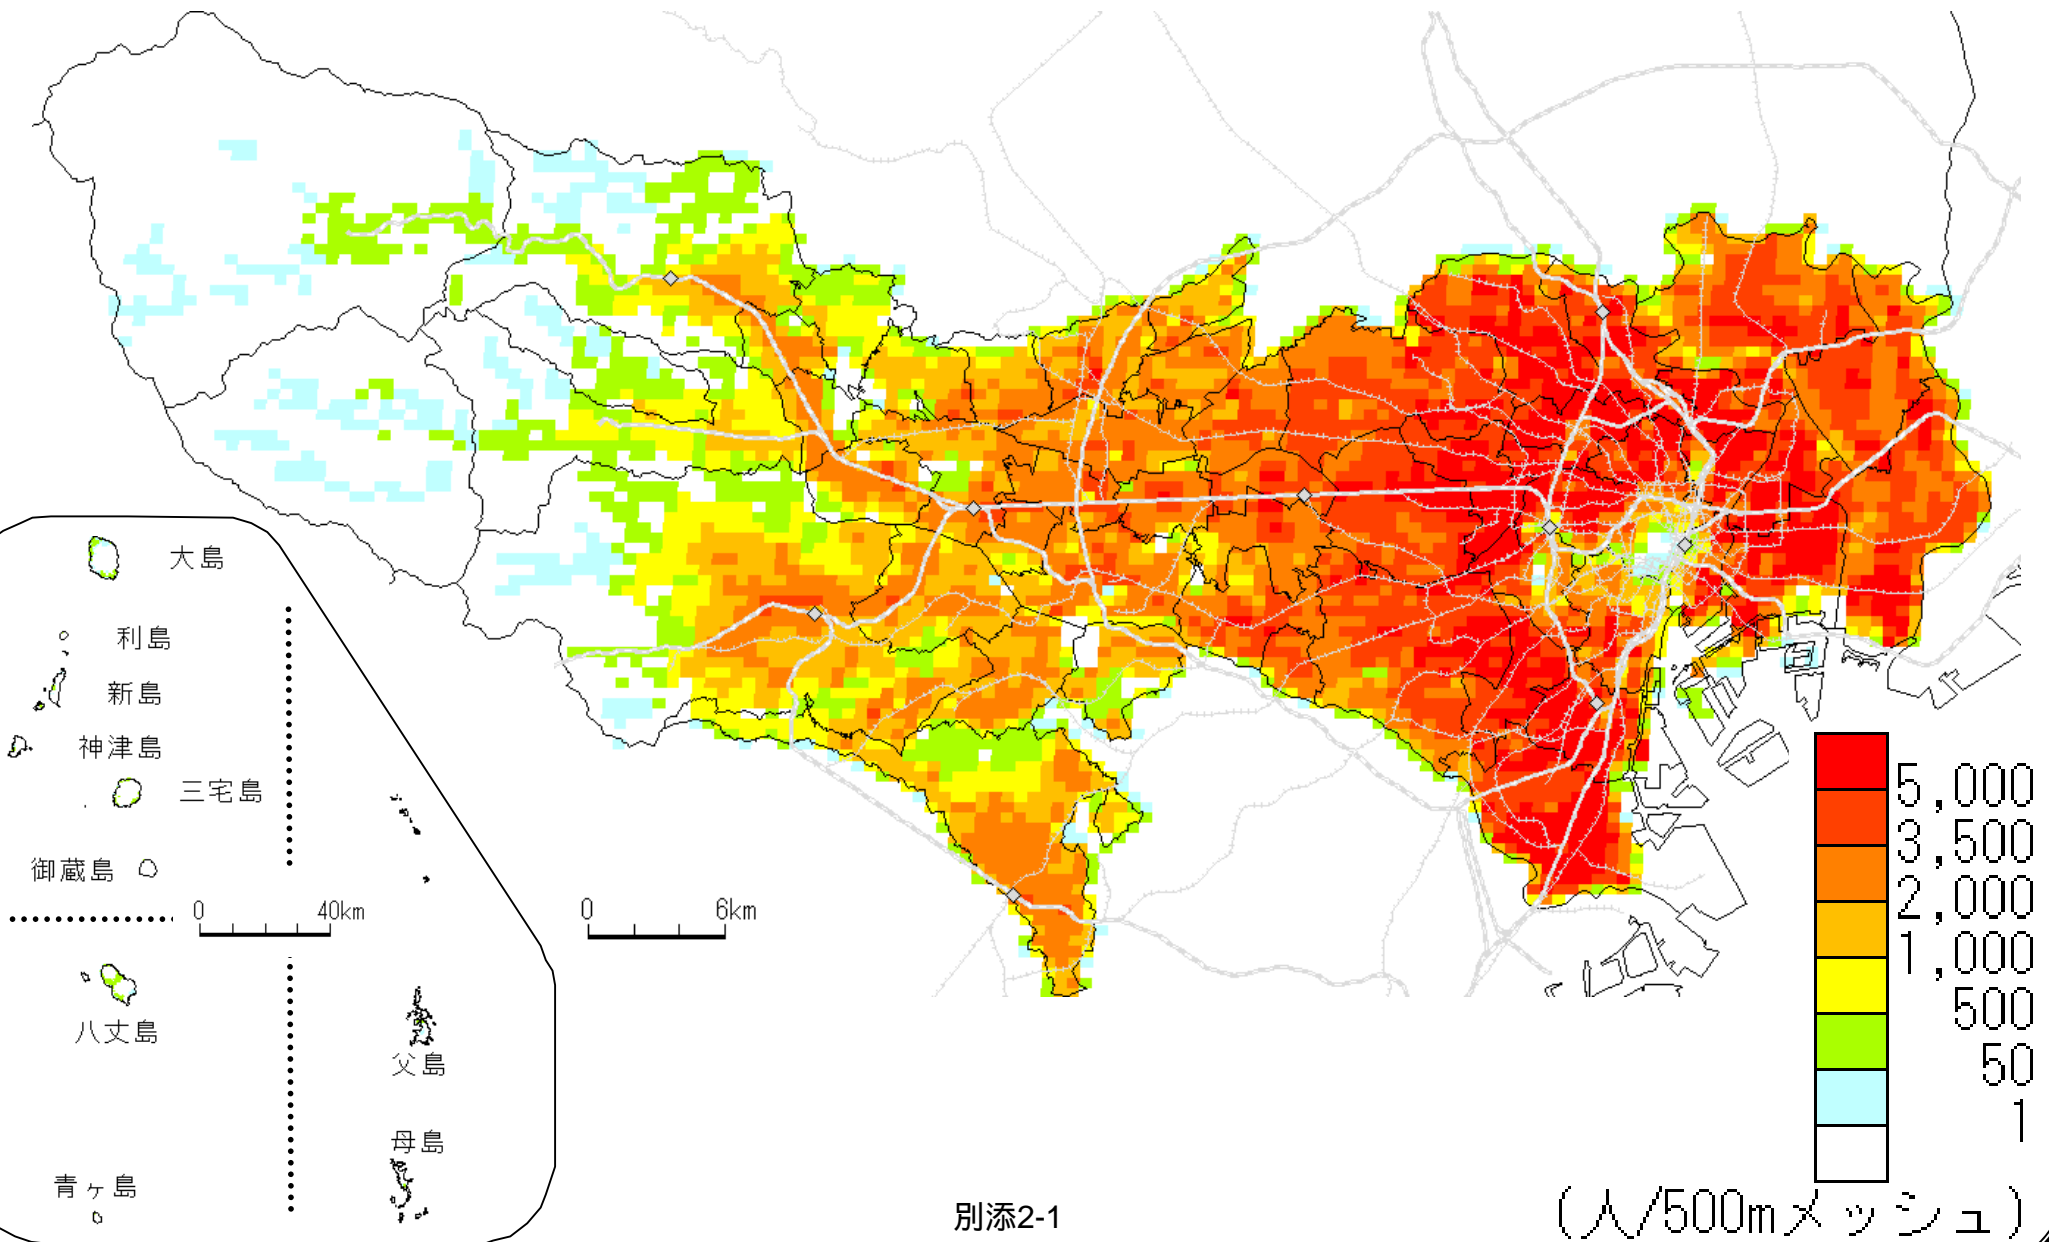 大島
利島
新島
神津島
三宅島
御蔵島
0 40km
八丈島
父島
母島
青ヶ島
0 6km
5,000
3,500
2,000
1,000
500
50
1
(人/500mメッシュ)
別添2-1